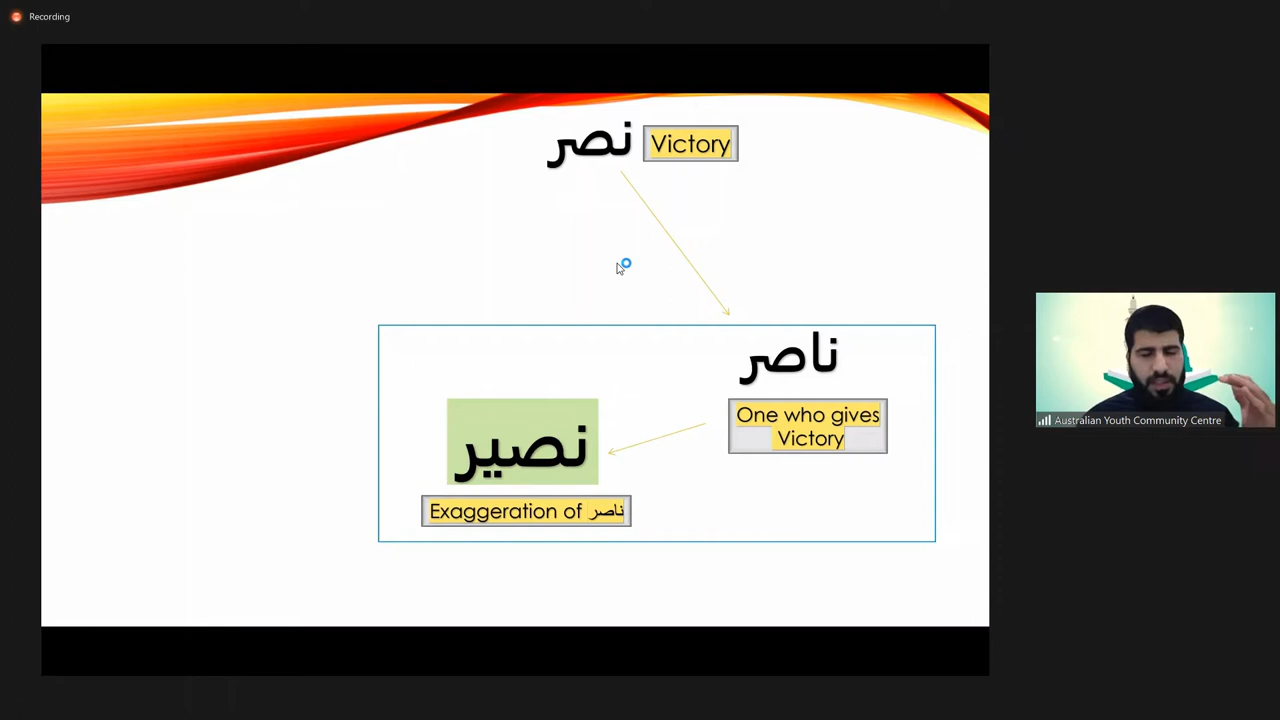 Recording
نصر
Victory
ناصر
One who gives
Victory
نصير
Exaggeration of ناصر
Australian Youth Community Centre